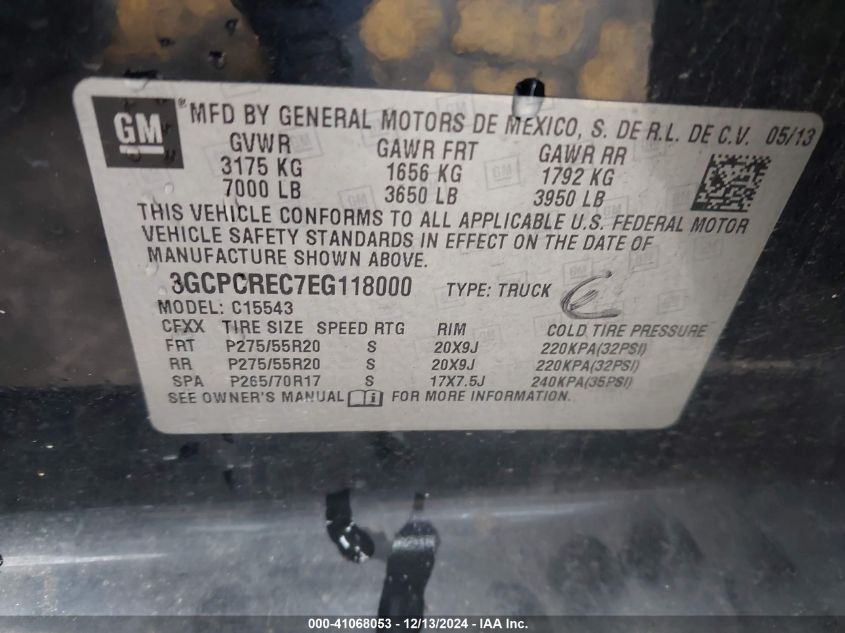 GM ® MFD BY GENERAL MOTORS DE MEXICO, S. DE R.L. DE C.V. 05/13
GVWR GAWR FRT GAWR RR
3175 KG 1656 KG 1792 KG
7000 LB 3650 LB 3950 LB
THIS VEHICLE CONFORMS TO ALL APPLICABLE U.S. FEDERAL MOTOR
VEHICLE SAFETY STANDARDS IN EFFECT ON THE DATE OF
MANUFACTURE SHOWN ABOVE.
3GCPCREC7EG118000 TYPE: TRUCK
MODEL: C15543
CFXX TIRE SIZE SPEED RTG RIM COLD TIRE PRESSURE
FRT P275/55R20 S 20X9J 220KPA(32PSI)
RR P275/55R20 S 20X9J 220KPA(32PSI)
SPA P265/70R17 S 17X7.5J 240KPA(35PSI)
SEE OWNER'S MANUAL i FOR MORE INFORMATION.
000-41068053 - 12/13/2024 - IAA Inc.